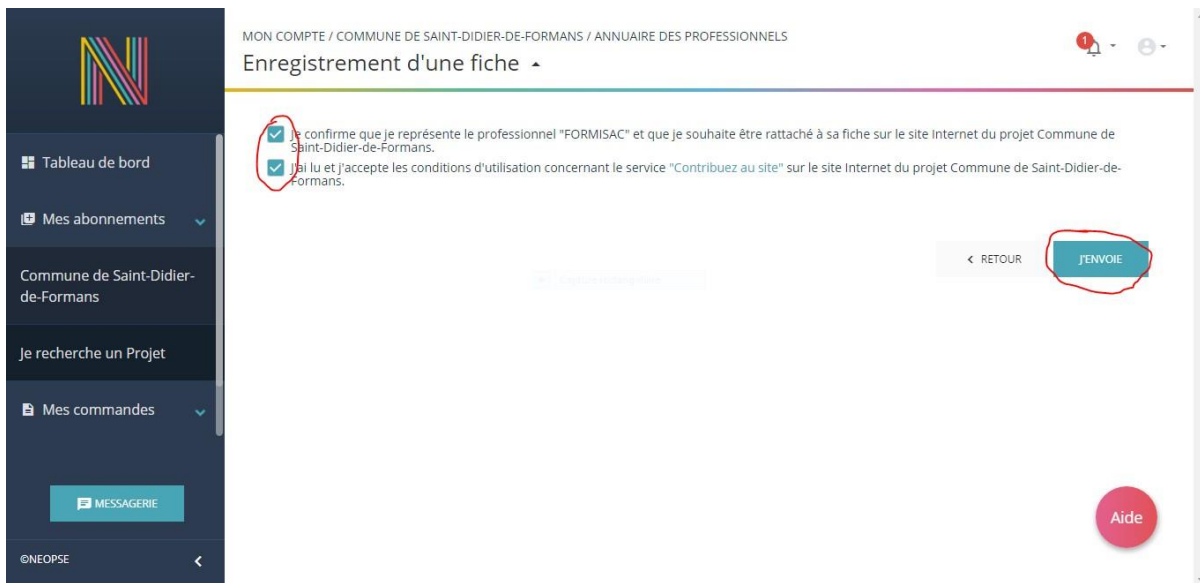 MON COMPTE / COMMUNE DE SAINT-DIDIER-DE-FORMANS / ANNUAIRE DES PROFESSIONNELS
Enregistrement d'une fiche
1
Je confirme que je représente le professionnel "FORMISAC" et que je souhaite être rattaché à sa fiche sur le site Internet du projet Commune de
Saint-Didier-de-Formans.
J'ai lu et j'accepte les conditions d'utilisation concernant le service "Contribuez au site" sur le site Internet du projet Commune de Saint-Didier-de-
Formans.
< RETOUR
J'ENVOIE
Tableau de bord
Mes abonnements
Commune de Saint-Didier-
de-Formans
Je recherche un Projet
Mes commandes
MESSAGERIE
©NEOPSE
Aide